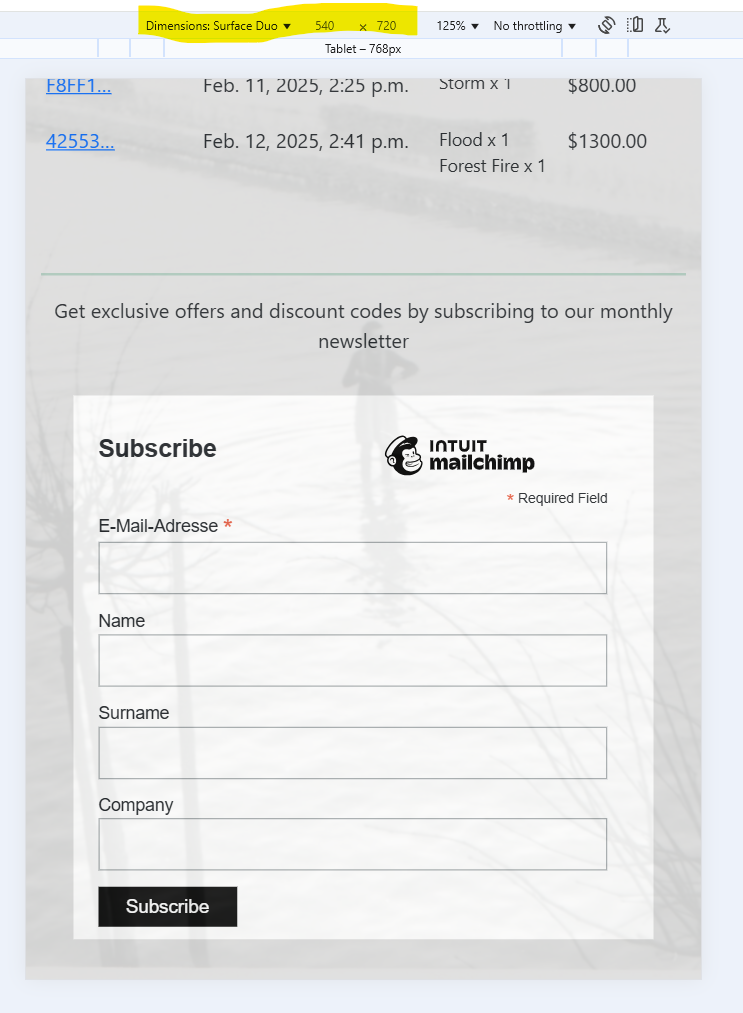 Dimensions: Surface Duo 540 x 720 125% No throttling
Tablet – 768px
F8FF1... Feb. 11, 2025, 2:25 p.m. Storm x 1 $800.00
42553... Feb. 12, 2025, 2:41 p.m. Flood x 1 $1300.00
Forest Fire x 1
Get exclusive offers and discount codes by subscribing to our monthly
newsletter
Subscribe
INTUIT
mailchimp
* Required Field
E-Mail-Adresse *
Name
Surname
Company
Subscribe